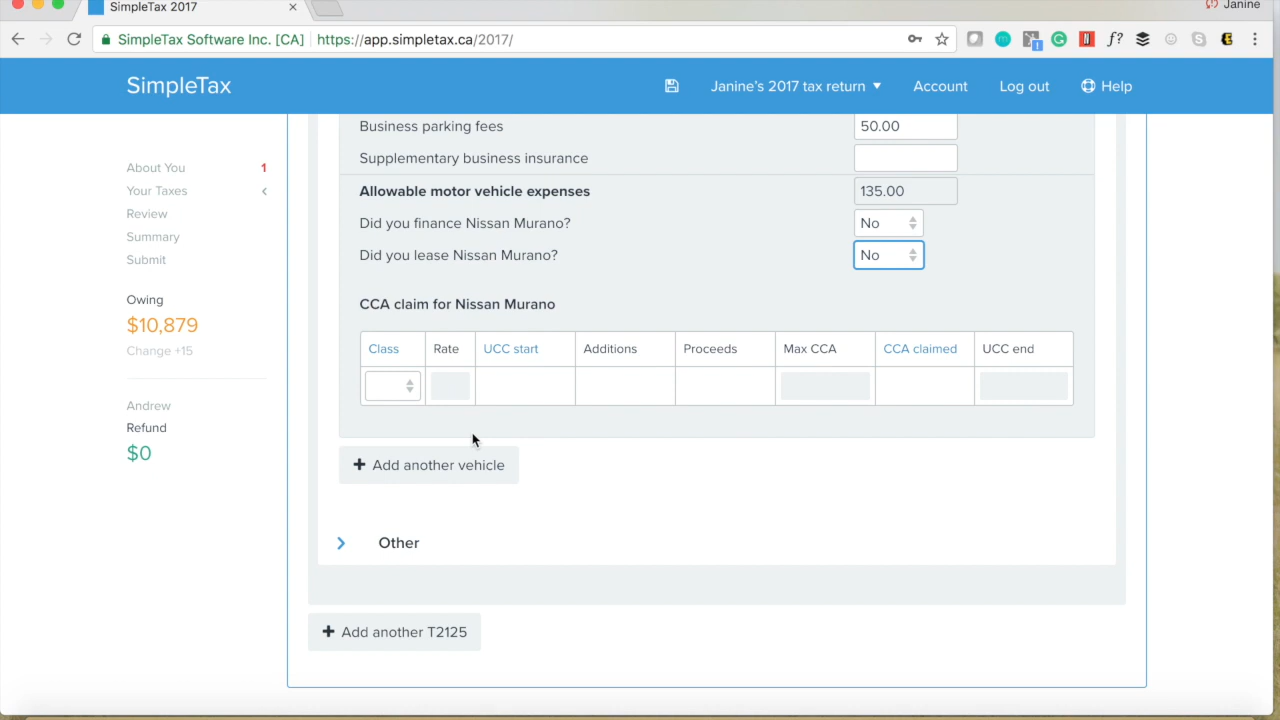 SimpleTax 2017
Janine
SimpleTax Software Inc. [CA] https://app.simpletax.ca/2017/
f?
SimpleTax
Janine's 2017 tax return
Account
Log out
Help
About You 1
Your Taxes
Review
Summary
Submit
Owing
$10,879
Change +15
Andrew
Refund
$0
Business parking fees 50.00
Supplementary business insurance
Allowable motor vehicle expenses 135.00
Did you finance Nissan Murano? No
Did you lease Nissan Murano? No
CCA claim for Nissan Murano
Class Rate UCC start Additions Proceeds Max CCA CCA claimed UCC end
+ Add another vehicle
Other
+ Add another T2125